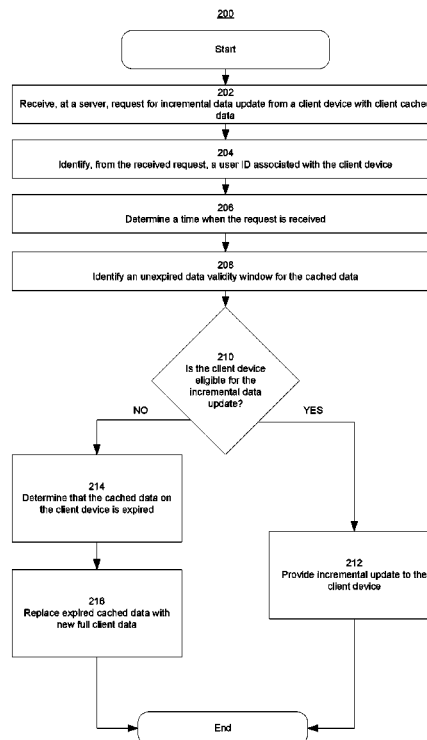 200
Start
202
Receive, at a server, request for incremental data update from a client device with client cached
data
204
Identify, from the received request, a user ID associated with the client device
206
Determine a time when the request is received
208
Identify an unexpired data validity window for the cached data
210
Is the client device
eligible for the
incremental data
update?
NO
YES
214
Determine that the cached data on
the client device is expired
212
Provide incremental update to the
client device
216
Replace expired cached data with
new full client data
End